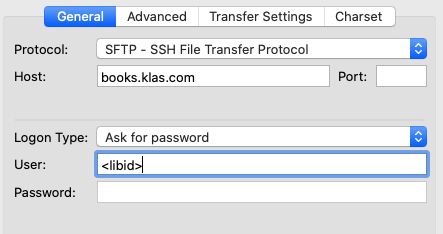 General Advanced Transfer Settings Charset
Protocol: SFTP - SSH File Transfer Protocol
Host: books.klas.com Port:
Logon Type: Ask for password
User: <libid>
Password: